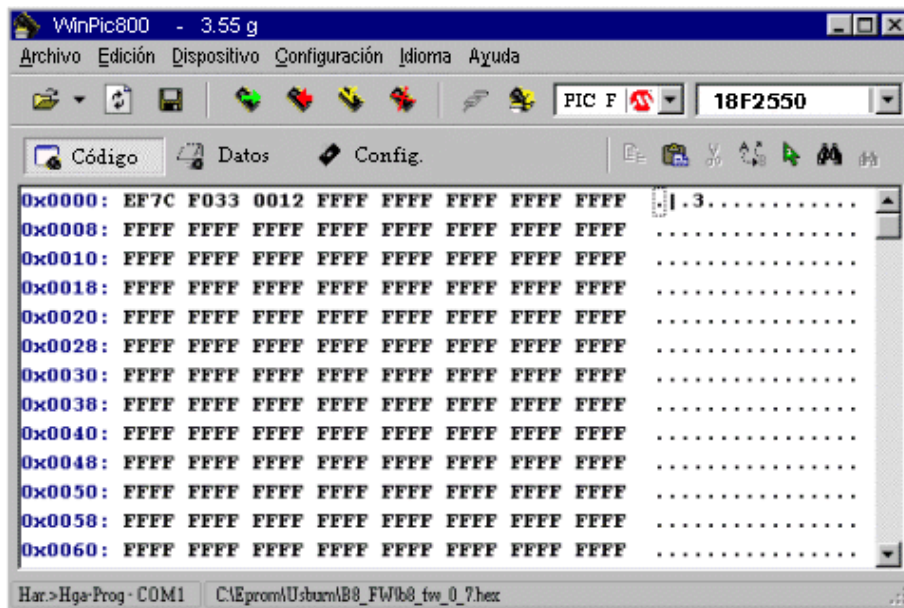 WinPic800 - 3.55 g
Archivo Edición Dispositivo Configuración Idioma Ayuda
PIC F 18F2550
Código Datos Config.
0x0000: EF7C F033 0012 FFFF FFFF FFFF FFFF FFFF .|.3............
0x0008: FFFF FFFF FFFF FFFF FFFF FFFF FFFF FFFF ................
0x0010: FFFF FFFF FFFF FFFF FFFF FFFF FFFF FFFF ................
0x0018: FFFF FFFF FFFF FFFF FFFF FFFF FFFF FFFF ................
0x0020: FFFF FFFF FFFF FFFF FFFF FFFF FFFF FFFF ................
0x0028: FFFF FFFF FFFF FFFF FFFF FFFF FFFF FFFF ................
0x0030: FFFF FFFF FFFF FFFF FFFF FFFF FFFF FFFF ................
0x0038: FFFF FFFF FFFF FFFF FFFF FFFF FFFF FFFF ................
0x0040: FFFF FFFF FFFF FFFF FFFF FFFF FFFF FFFF ................
0x0048: FFFF FFFF FFFF FFFF FFFF FFFF FFFF FFFF ................
0x0050: FFFF FFFF FFFF FFFF FFFF FFFF FFFF FFFF ................
0x0058: FFFF FFFF FFFF FFFF FFFF FFFF FFFF FFFF ................
0x0060: FFFF FFFF FFFF FFFF FFFF FFFF FFFF FFFF ................
Har.>Hga-Prog - COM1 C:\Eprom\Usburn\B8_FW\b8_fw_0_7.hex